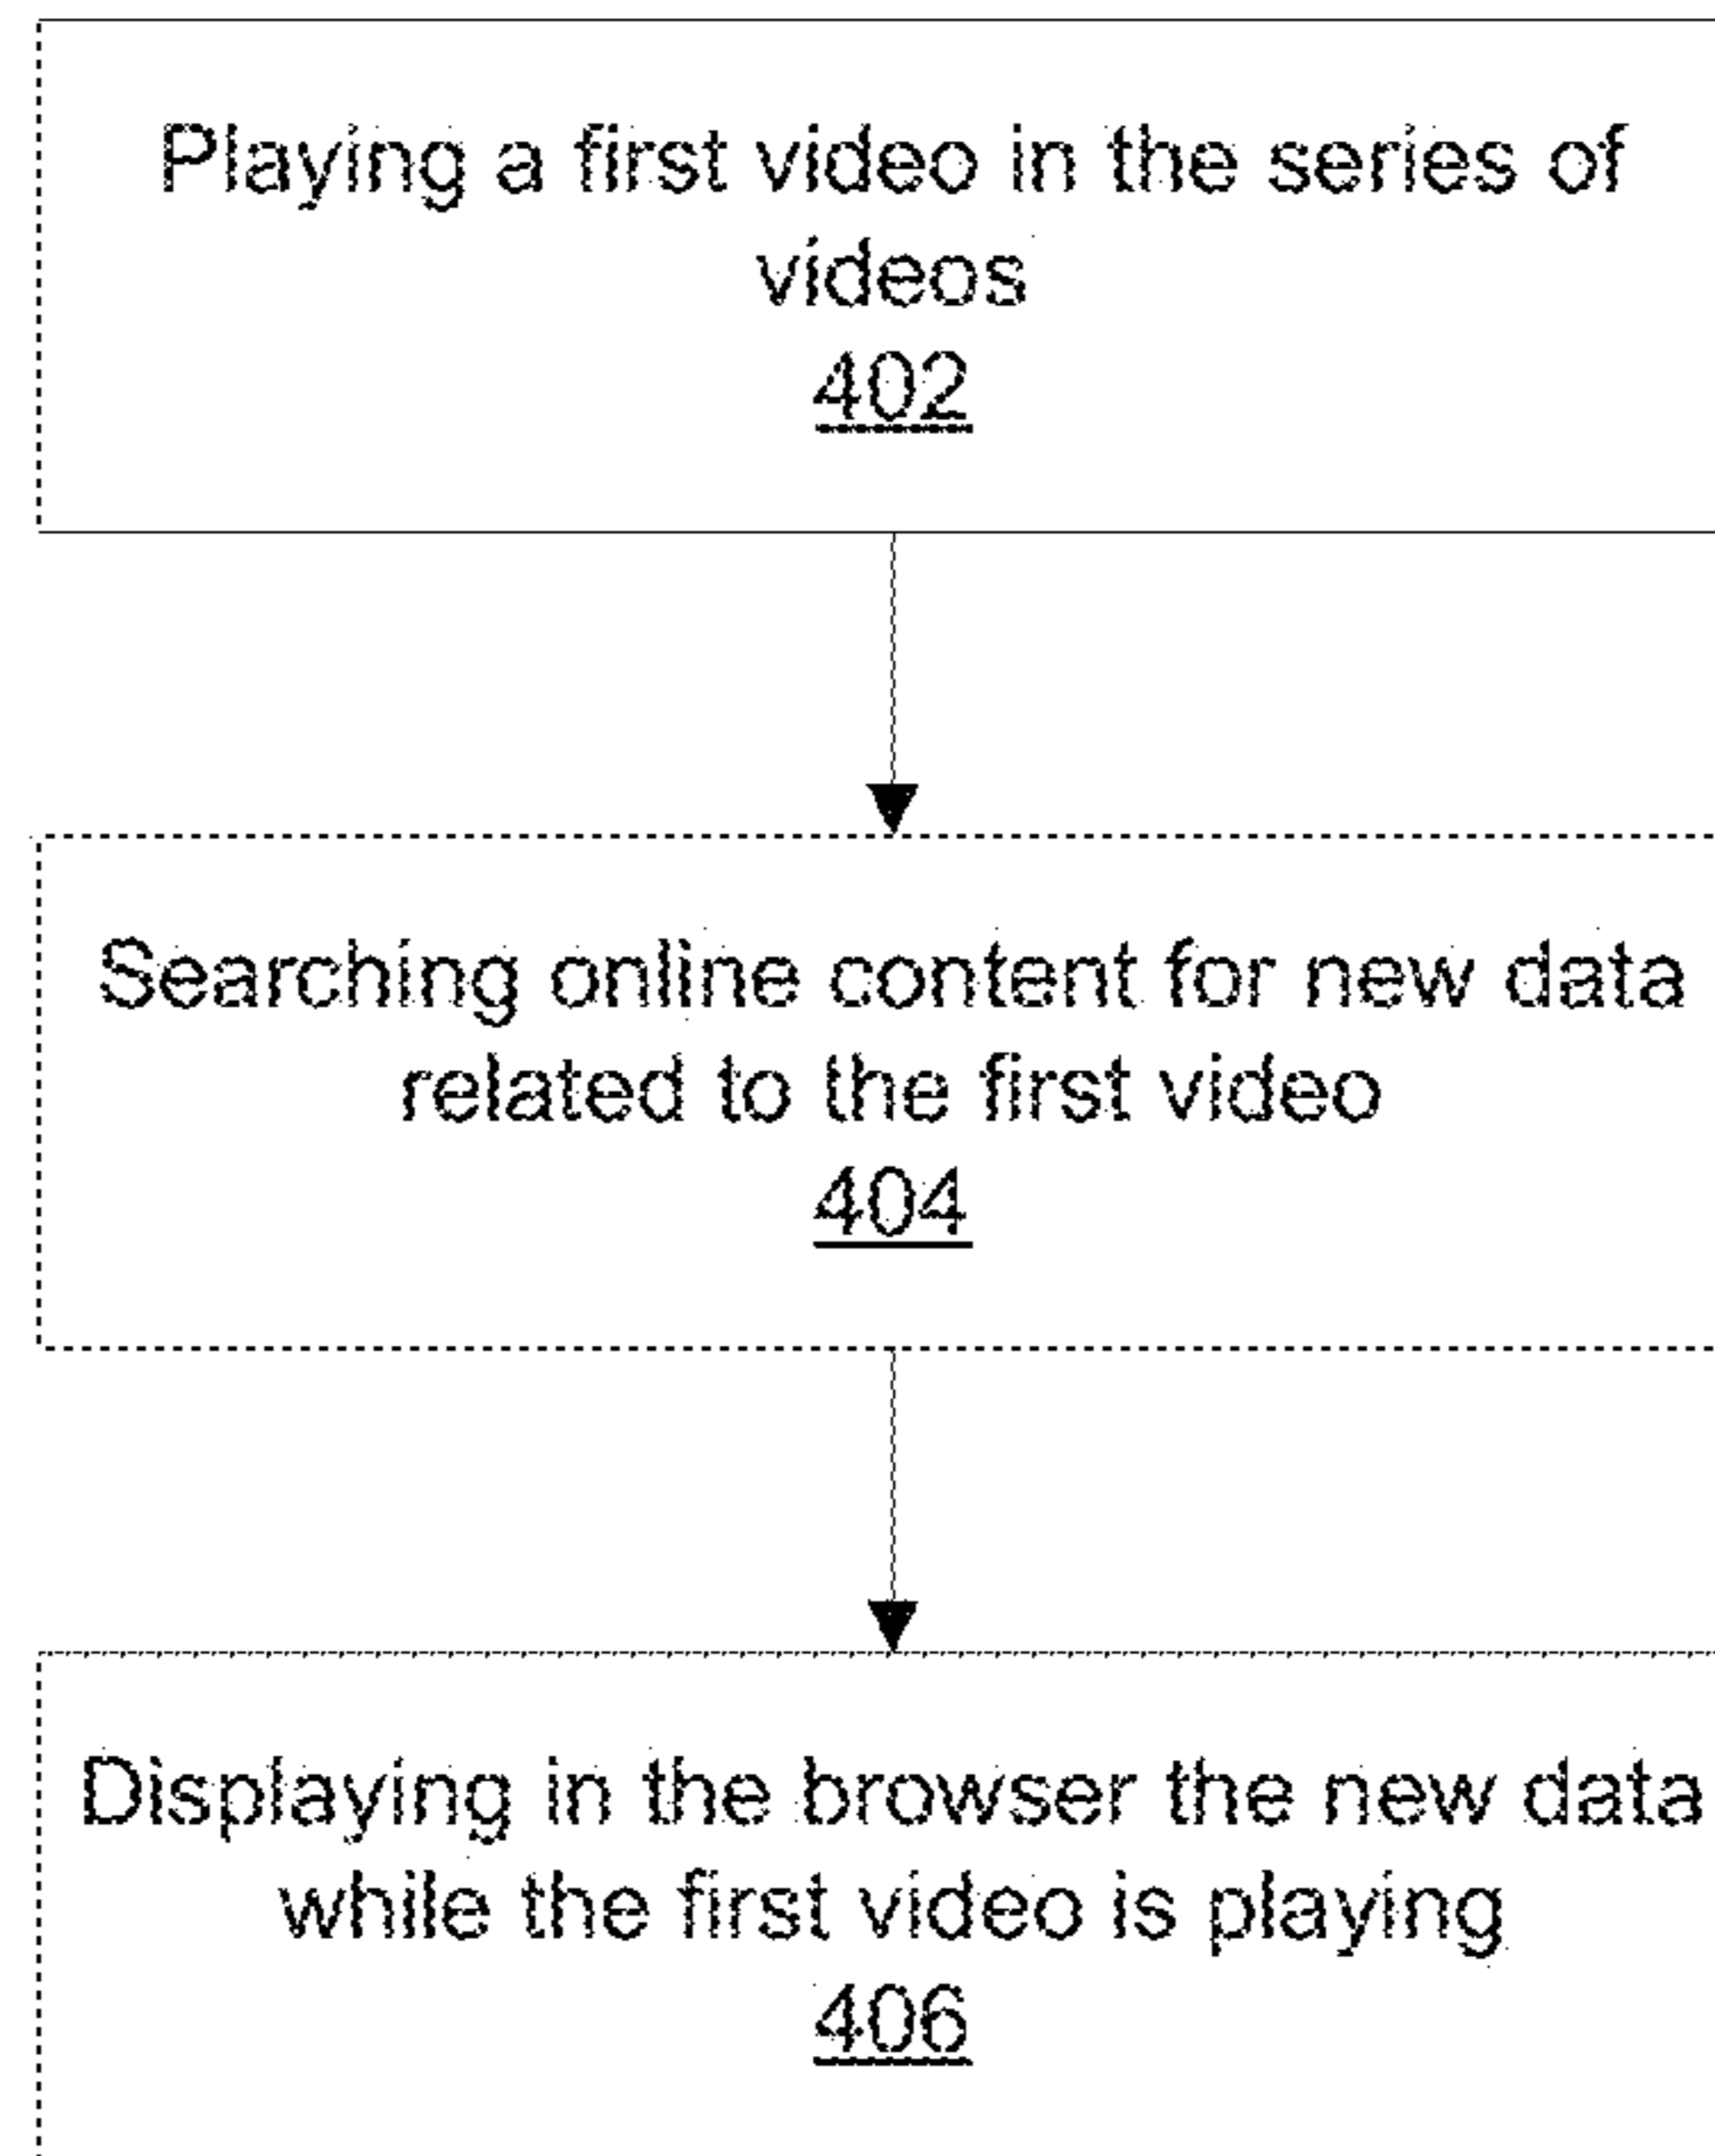 Playing a first video in the series of
videos
402
Searching online content for new data
related to the first video
404
Displaying in the browser the new data
while the first video is playing
406